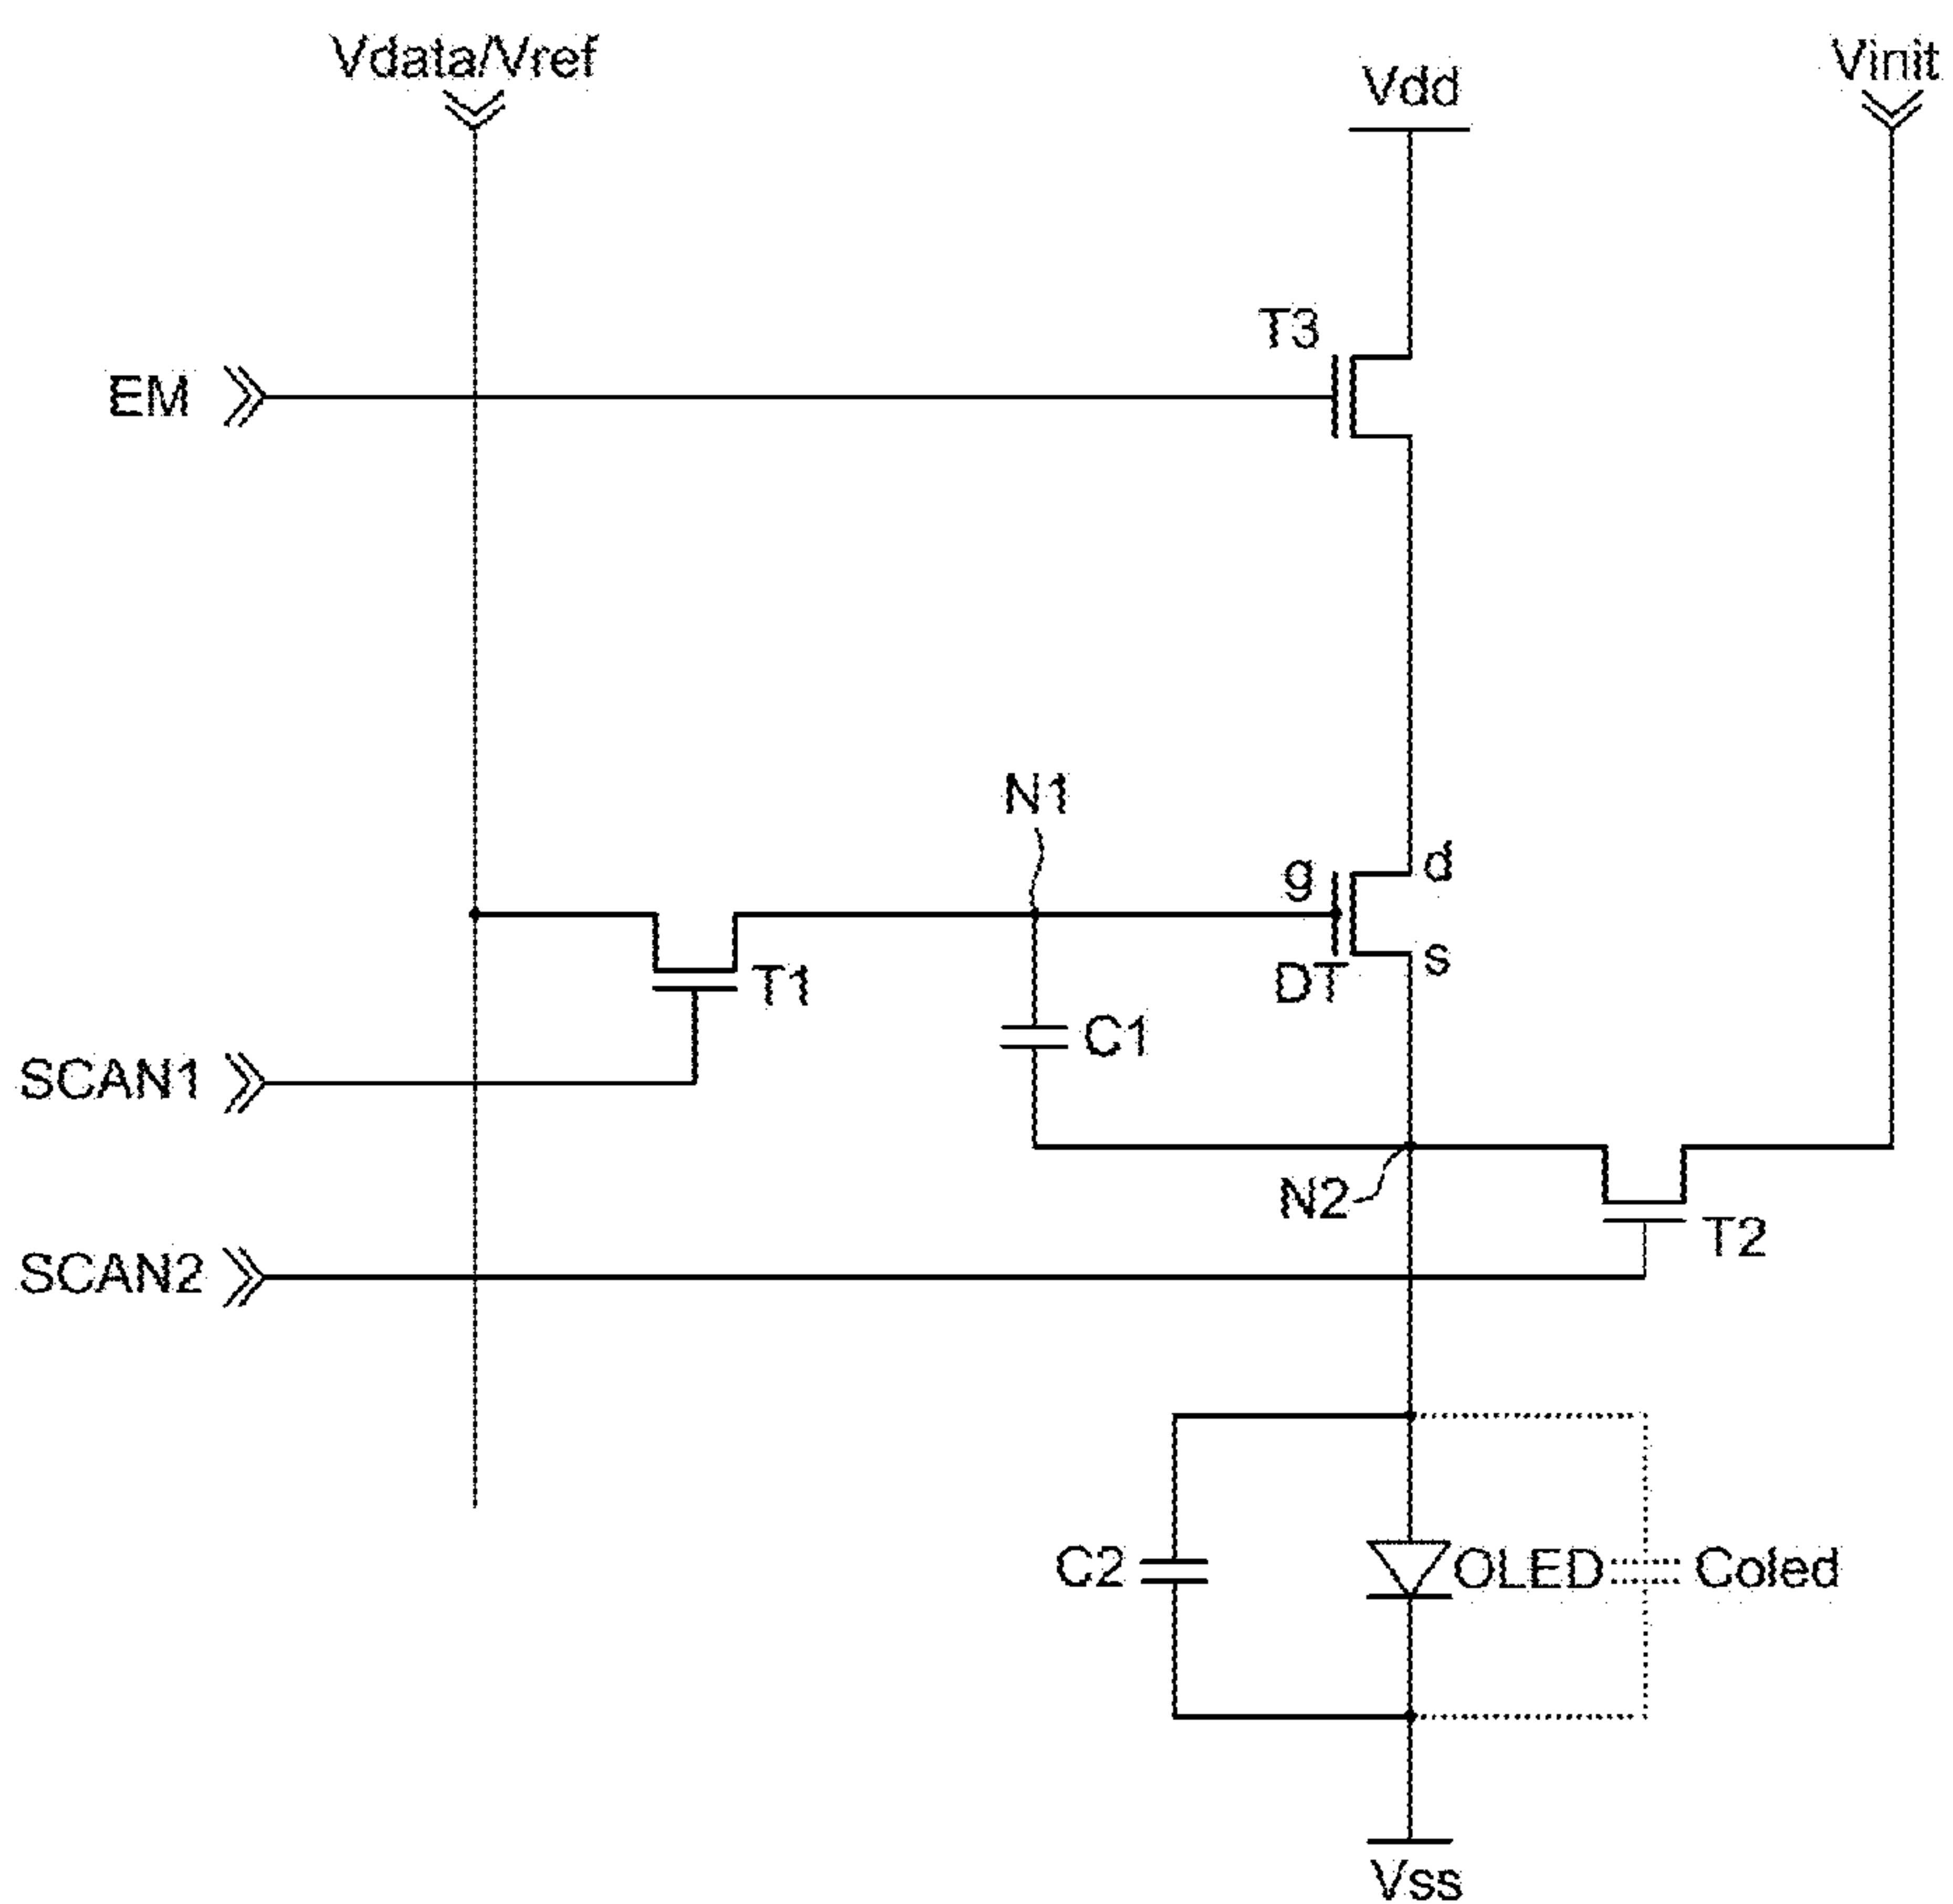 Vdata/Vref
Vdd
Vinit
T3
EM
N1
g
d
s
DT
T1
C1
SCAN1
N2
T2
SCAN2
C2
OLED
Coled
Vss